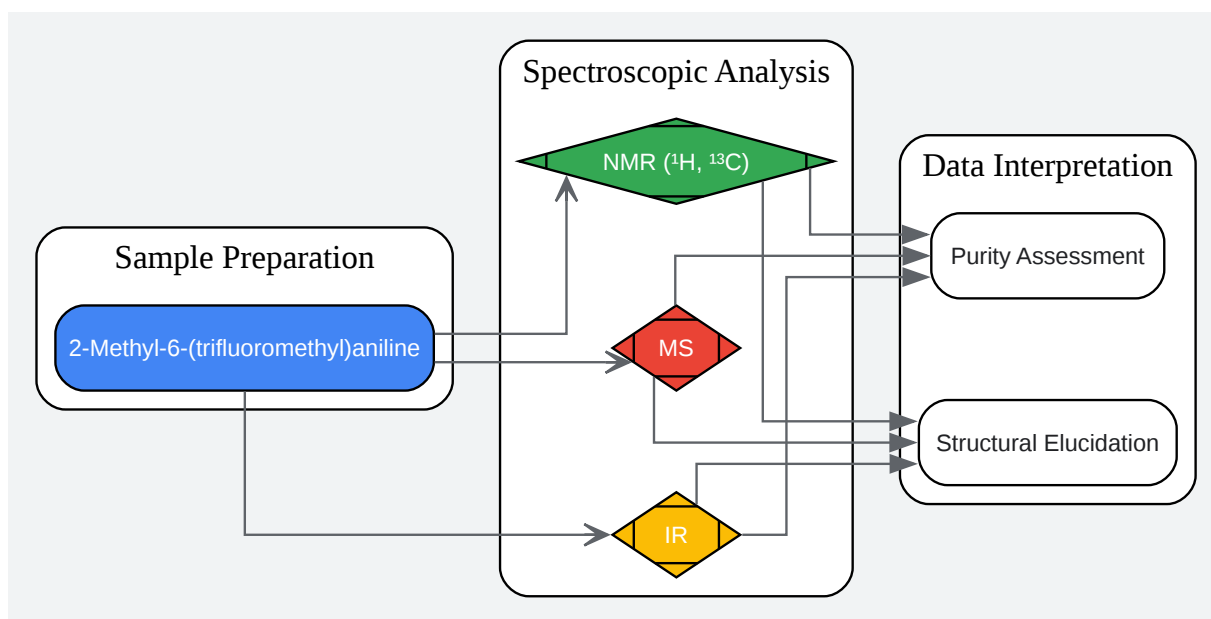 Sample Preparation
2-Methyl-6-(trifluoromethyl)aniline
Spectroscopic Analysis
NMR (¹H, ¹³C)
MS
IR
Data Interpretation
Purity Assessment
Structural Elucidation